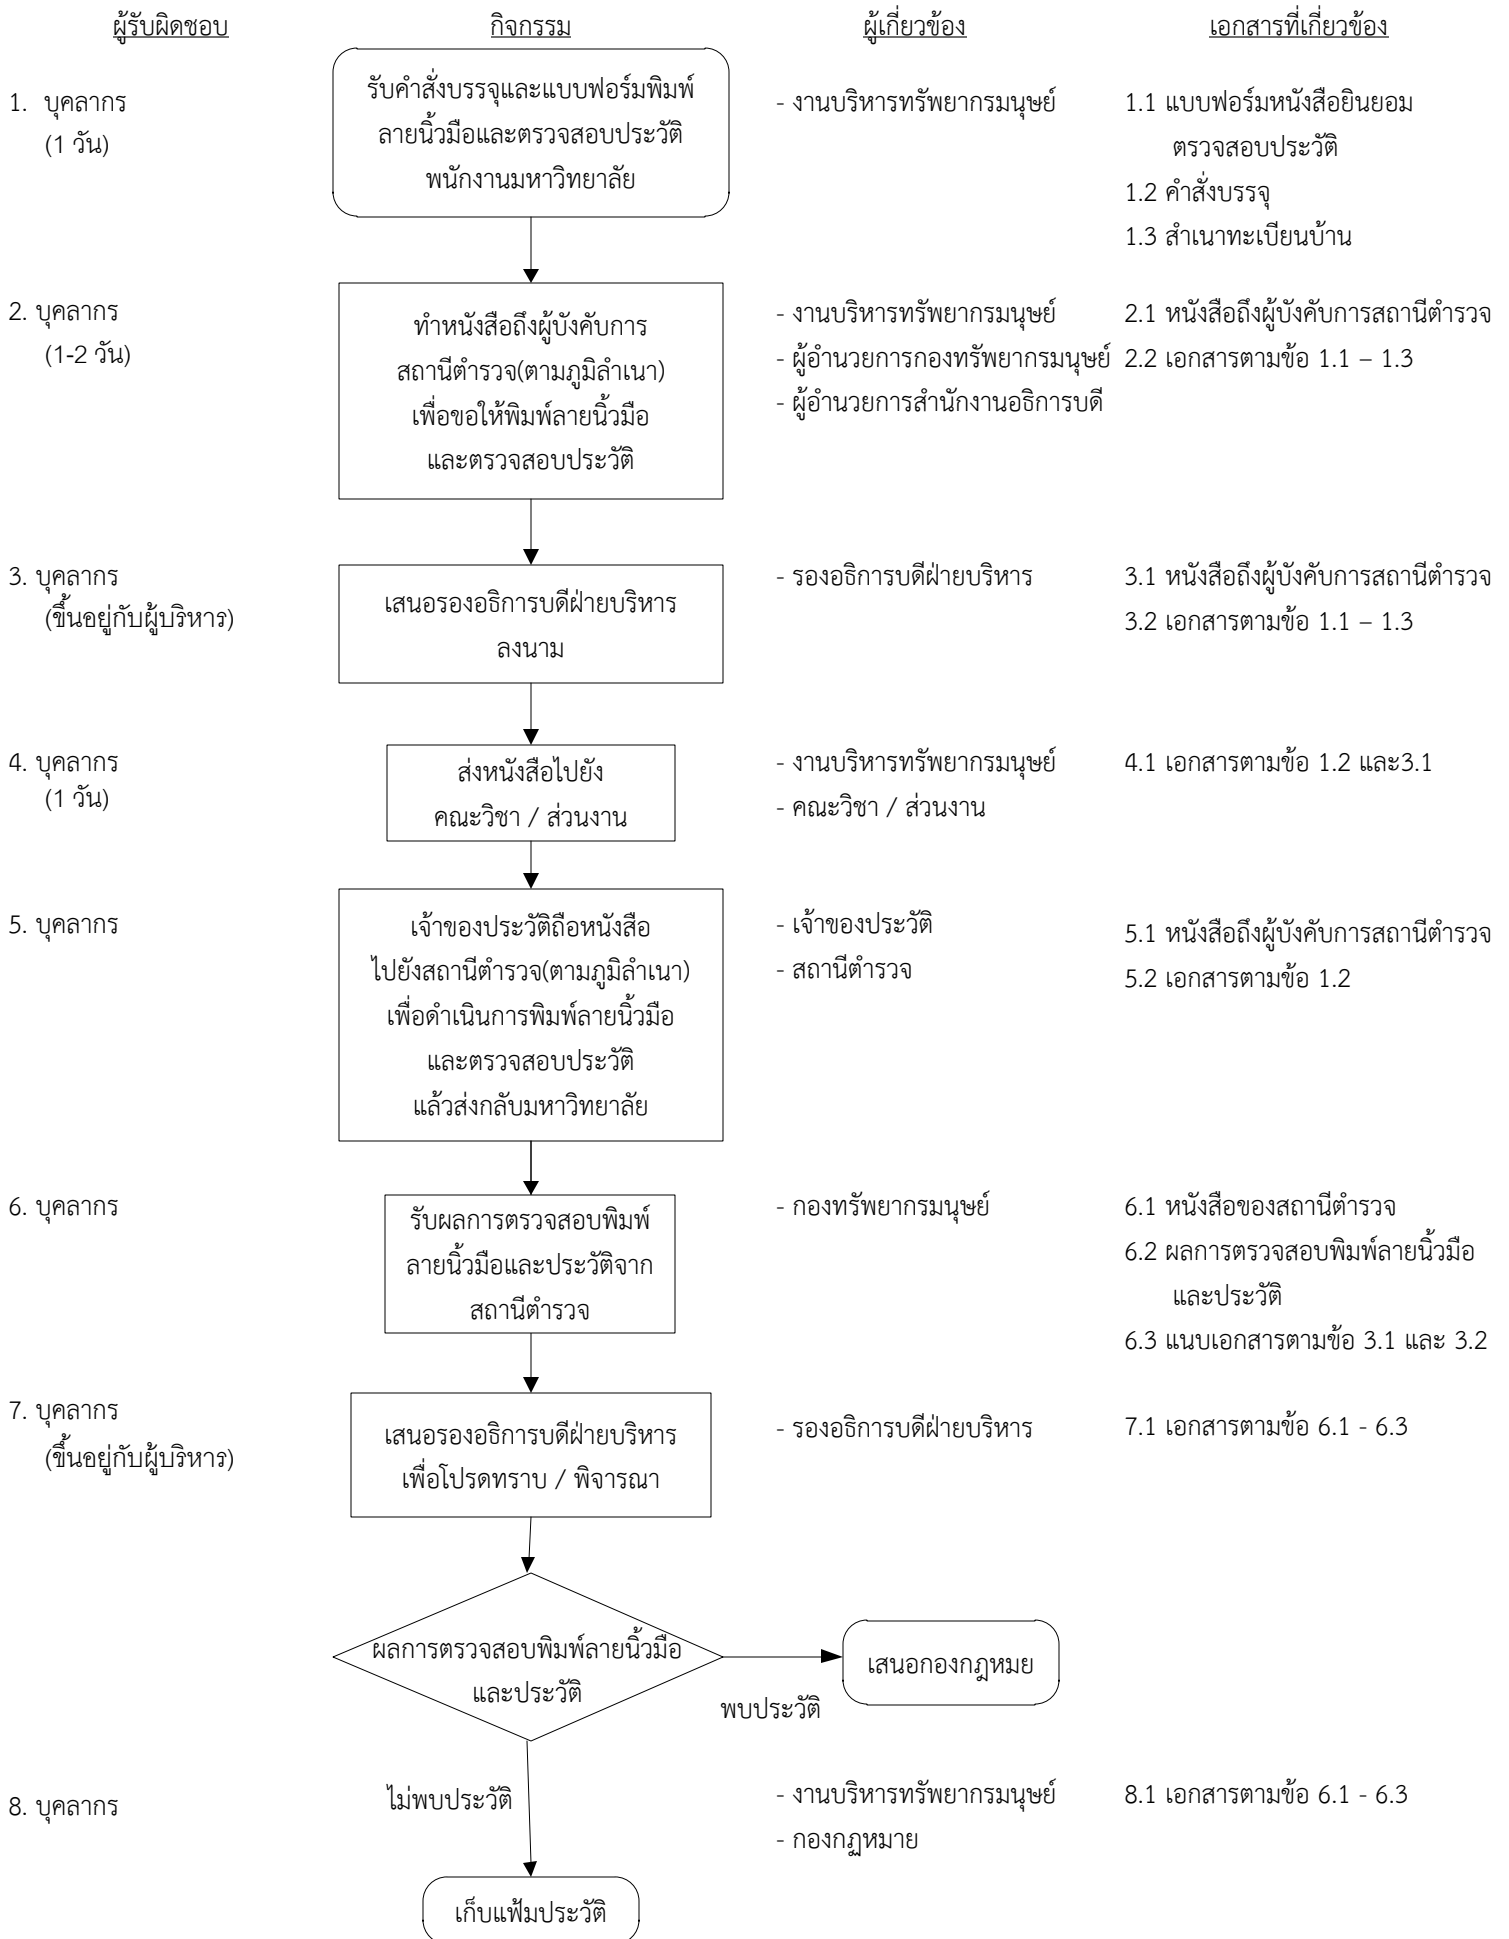 ผู้รับผิดชอบ
กิจกรรม
ผู้เกี่ยวข้อง
เอกสารที่เกี่ยวข้อง
1. บุคลากร
(1 วัน)
รับคำสั่งบรรจุและแบบฟอร์มพิมพ์
ลายนิ้วมือและตรวจสอบประวัติ
พนักงานมหาวิทยาลัย
- งานบริหารทรัพยากรมนุษย์
1.1 แบบฟอร์มหนังสือยินยอม
ตรวจสอบประวัติ
1.2 คำสั่งบรรจุ
1.3 สำเนาทะเบียนบ้าน
2. บุคลากร
(1-2 วัน)
ทำหนังสือถึงผู้บังคับการ
สถานีตำรวจ(ตามภูมิลำเนา)
เพื่อขอให้พิมพ์ลายนิ้วมือ
และตรวจสอบประวัติ
- งานบริหารทรัพยากรมนุษย์
- ผู้อำนวยการกองทรัพยากรมนุษย์
- ผู้อำนวยการสำนักงานอธิการบดี
2.1 หนังสือถึงผู้บังคับการสถานีตำรวจ
2.2 เอกสารตามข้อ 1.1 – 1.3
3. บุคลากร
(ขึ้นอยู่กับผู้บริหาร)
เสนอรองอธิการบดีฝ่ายบริหาร
ลงนาม
- รองอธิการบดีฝ่ายบริหาร
3.1 หนังสือถึงผู้บังคับการสถานีตำรวจ
3.2 เอกสารตามข้อ 1.1 – 1.3
4. บุคลากร
(1 วัน)
ส่งหนังสือไปยัง
คณะวิชา / ส่วนงาน
- งานบริหารทรัพยากรมนุษย์
- คณะวิชา / ส่วนงาน
4.1 เอกสารตามข้อ 1.2 และ3.1
5. บุคลากร
เจ้าของประวัติถือหนังสือ
ไปยังสถานีตำรวจ(ตามภูมิลำเนา)
เพื่อดำเนินการพิมพ์ลายนิ้วมือ
และตรวจสอบประวัติ
แล้วส่งกลับมหาวิทยาลัย
- เจ้าของประวัติ
- สถานีตำรวจ
5.1 หนังสือถึงผู้บังคับการสถานีตำรวจ
5.2 เอกสารตามข้อ 1.2
6. บุคลากร
รับผลการตรวจสอบพิมพ์
ลายนิ้วมือและประวัติจาก
สถานีตำรวจ
- กองทรัพยากรมนุษย์
6.1 หนังสือของสถานีตำรวจ
6.2 ผลการตรวจสอบพิมพ์ลายนิ้วมือ
และประวัติ
6.3 แนบเอกสารตามข้อ 3.1 และ 3.2
7. บุคลากร
(ขึ้นอยู่กับผู้บริหาร)
เสนอรองอธิการบดีฝ่ายบริหาร
เพื่อโปรดทราบ / พิจารณา
- รองอธิการบดีฝ่ายบริหาร
7.1 เอกสารตามข้อ 6.1 - 6.3
ผลการตรวจสอบพิมพ์ลายนิ้วมือ
และประวัติ
เสนอกองกฎหมย
พบประวัติ
8. บุคลากร
ไม่พบประวัติ
- งานบริหารทรัพยากรมนุษย์
- กองกฏหมาย
8.1 เอกสารตามข้อ 6.1 - 6.3
เก็บแฟ้มประวัติ